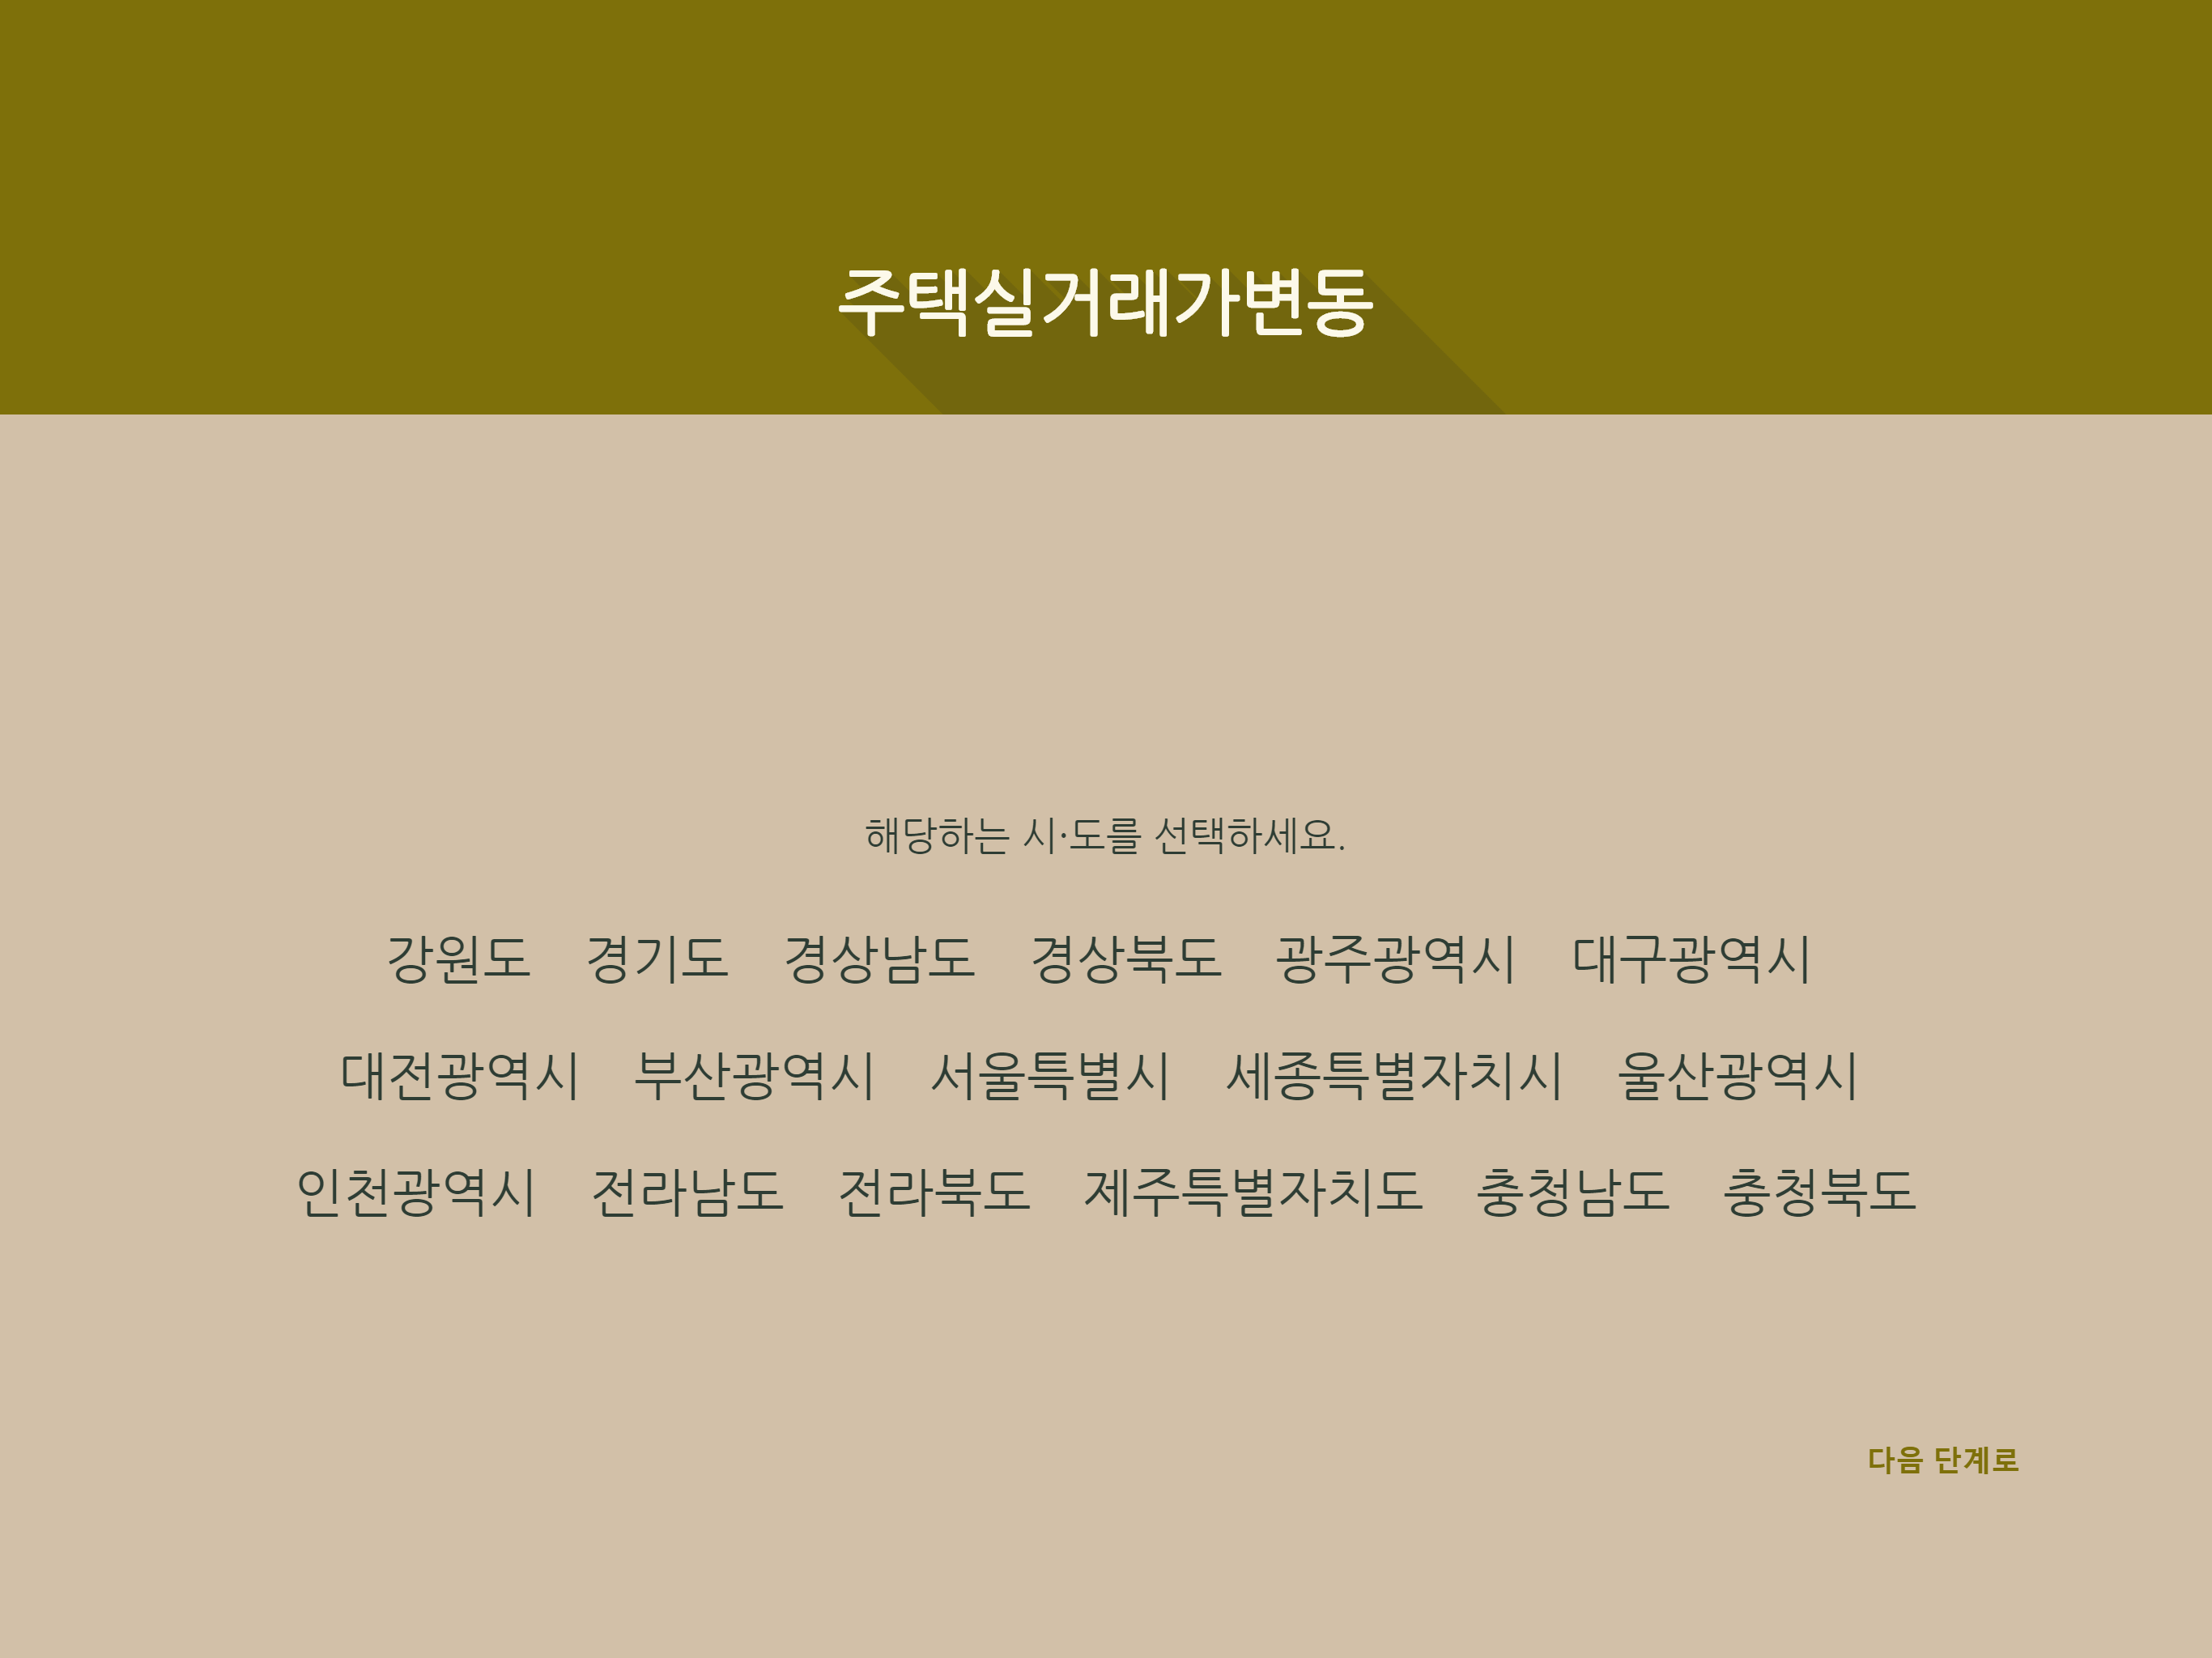 주택실거래가변동
해당하는 시·도를 선택하세요.
강원도 경기도 경상남도 경상북도 광주광역시 대구광역시
대전광역시 부산광역시 서울특별시 세종특별자치시 울산광역시
인천광역시 전라남도 전라북도 제주특별자치도 충청남도 충청북도
다음 단계로